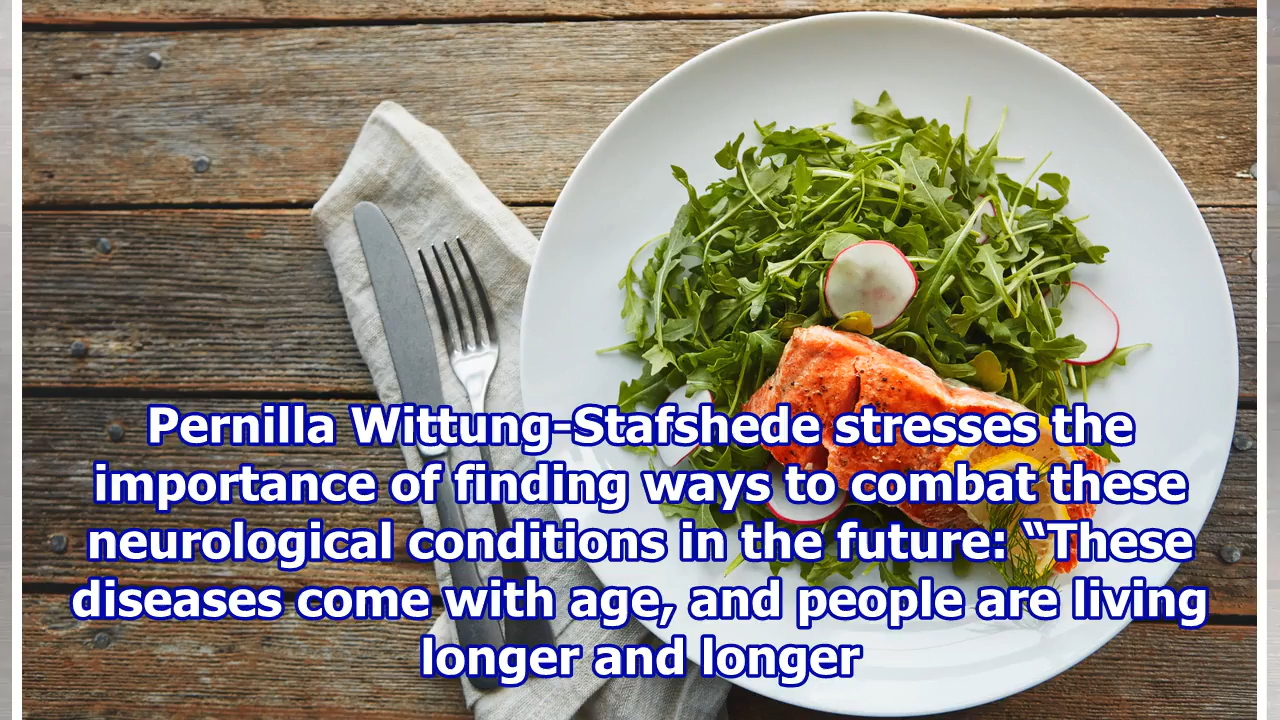 Pernilla Wittung-Stafshede stresses the
importance of finding ways to combat these
neurological conditions in the future: “These
diseases come with age, and people are living
longer and longer